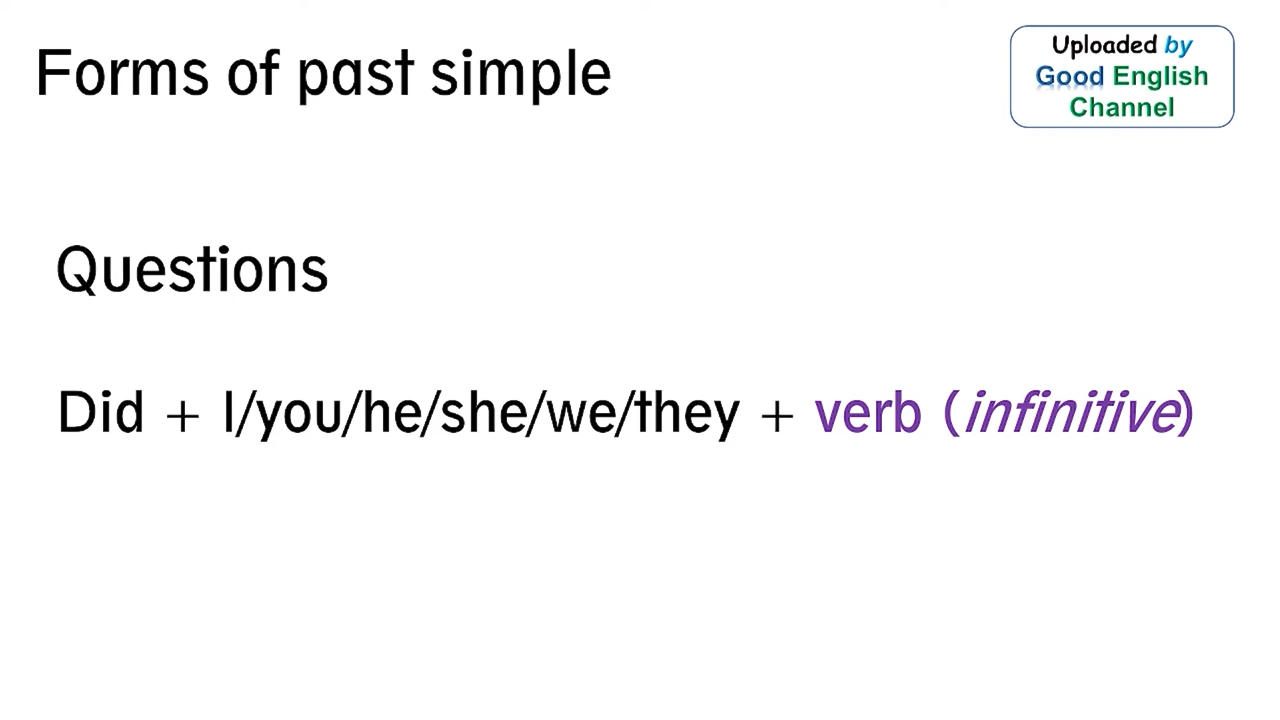 Forms of past simple
Uploaded by
Good English
Channel
Questions
Did + I/you/he/she/we/they + verb (infinitive)